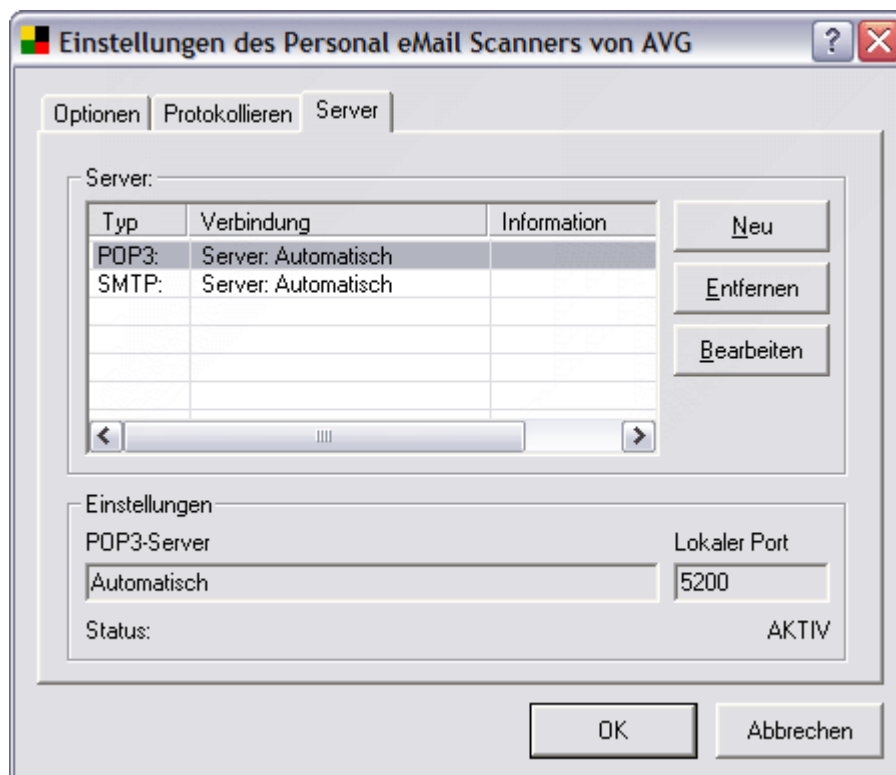 Einstellungen des Personal eMail Scanners von AVG
Optionen Protokollieren Server
Server:
Typ Verbindung Information
POP3: Server: Automatisch
SMTP: Server: Automatisch
Neu
Entfernen
Bearbeiten
Einstellungen
POP3-Server Lokaler Port
Automatisch 5200
Status: AKTIV
OK Abbrechen